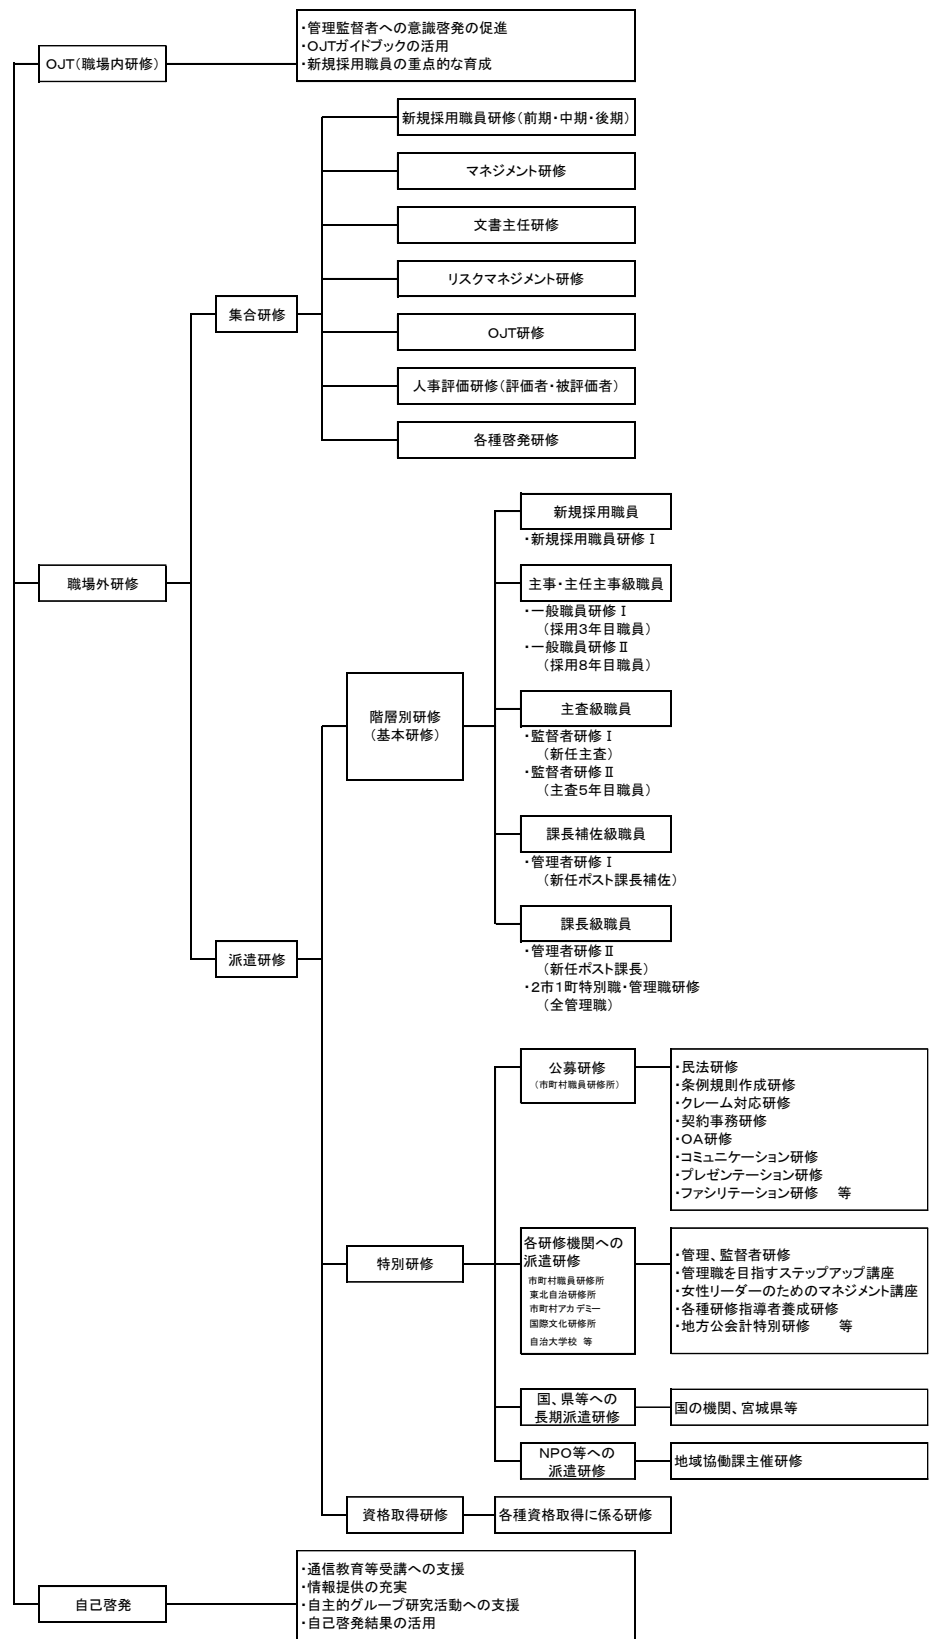 OJT(職場内研修)
・管理監督者への意識啓発の促進
・OJTガイドブックの活用
・新規採用職員の重点的な育成
職場外研修
集合研修
新規採用職員研修(前期・中期・後期)
マネジメント研修
文書主任研修
リスクマネジメント研修
OJT研修
人事評価研修(評価者・被評価者)
各種啓発研修
派遣研修
階層別研修
(基本研修)
新規採用職員
・新規採用職員研修Ⅰ
主事・主任主事級職員
・一般職員研修Ⅰ
(採用3年目職員)
・一般職員研修Ⅱ
(採用8年目職員)
主査級職員
・監督者研修Ⅰ
(新任主査)
・監督者研修Ⅱ
(主査5年目職員)
課長補佐級職員
・管理者研修Ⅰ
(新任ポスト課長補佐)
課長級職員
・管理者研修Ⅱ
(新任ポスト課長)
・2市1町特別職・管理職研修
(全管理職)
特別研修
公募研修
(市町村職員研修所)
・民法研修
・条例規則作成研修
・クレーム対応研修
・契約事務研修
・OA研修
・コミュニケーション研修
・プレゼンテーション研修
・ファシリテーション研修 等
各研修機関への
派遣研修
市町村職員研修所
東北自治研修所
市町村アカデミー
国際文化研修所
自治大学校 等
・管理、監督者研修
・管理職を目指すステップアップ講座
・女性リーダーのためのマネジメント講座
・各種研修指導者養成研修
・地方公会計特別研修 等
国、県等への
長期派遣研修
国の機関、宮城県等
NPO等への
派遣研修
地域協働課主催研修
資格取得研修
各種資格取得に係る研修
自己啓発
・通信教育等受講への支援
・情報提供の充実
・自主的グループ研究活動への支援
・自己啓発結果の活用